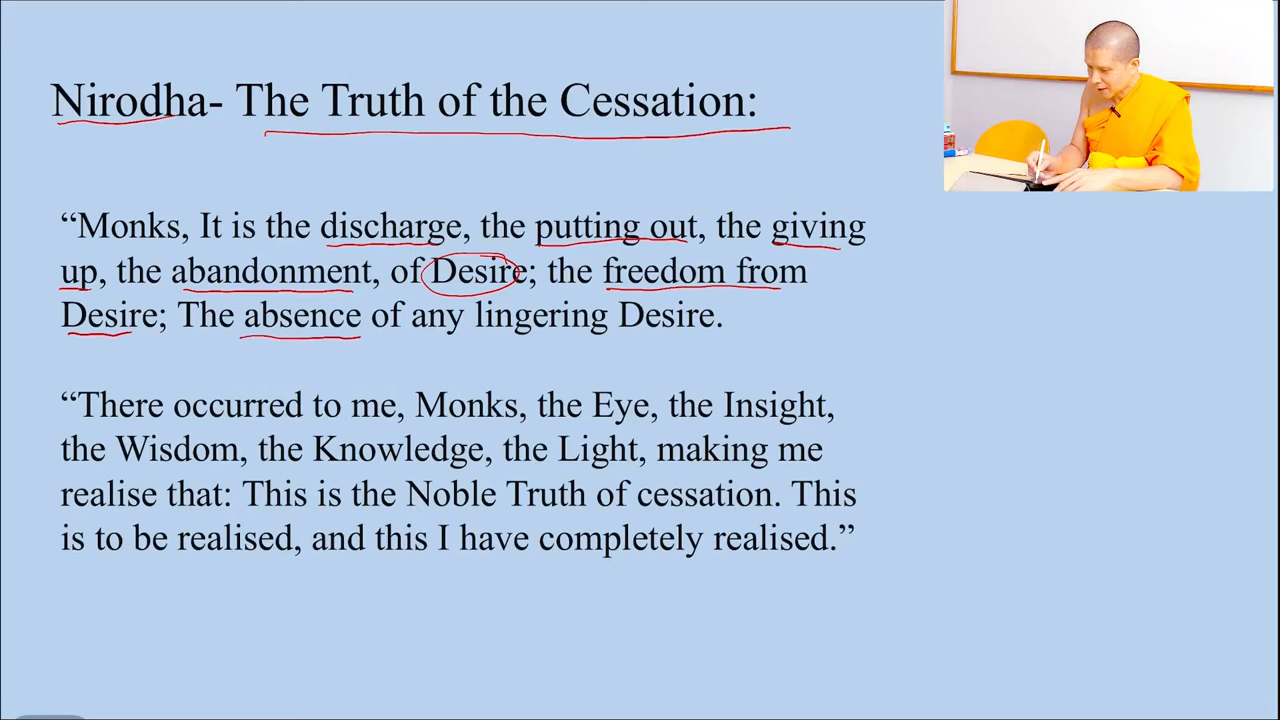 Nirodha- The Truth of the Cessation:
“Monks, It is the discharge, the putting out, the giving
up, the abandonment, of Desire; the freedom from
Desire; The absence of any lingering Desire.
“There occurred to me, Monks, the Eye, the Insight,
the Wisdom, the Knowledge, the Light, making me
realise that: This is the Noble Truth of cessation. This
is to be realised, and this I have completely realised.”